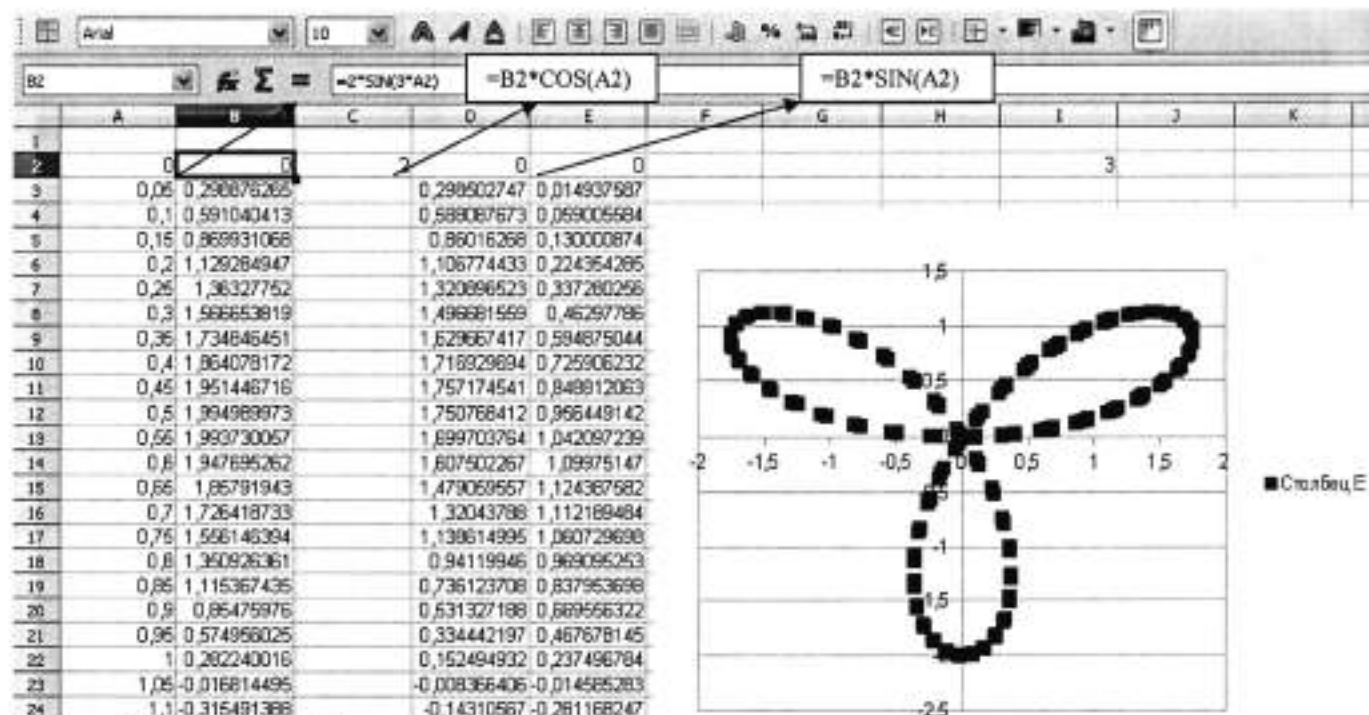 Arial 10
B2 =2*SIN(3*A2) =B2*COS(A2) =B2*SIN(A2)
A B C D E F G H I J K
1
2 0 0 0 0 3
3 0,05 0,298876265 0,298502747 0,014937587
4 0,1 0,591040413 0,588087673 0,059005584
5 0,15 0,869931068 0,86016268 0,130000874
6 0,2 1,129284947 1,106774433 0,224354285
7 0,25 1,36327752 1,320896523 0,337280256
8 0,3 1,566653819 1,496681559 0,46297786
9 0,35 1,734846451 1,629667417 0,594875044
10 0,4 1,864078172 1,716929694 0,725906232
11 0,45 1,951446716 1,757174541 0,848812063
12 0,5 1,994989973 1,750768412 0,956449142
13 0,55 1,993730067 1,699703764 1,042097239
14 0,6 1,947695262 1,607502267 1,09975147
15 0,65 1,85791943 1,479059557 1,124387582
16 0,7 1,726418733 1,32043788 1,112189484
17 0,75 1,556146394 1,138614995 1,060729698
18 0,8 1,350926361 0,94119946 0,969095253
19 0,85 1,115367435 0,736123708 0,837953698
20 0,9 0,85475976 0,531327188 0,669556322
21 0,95 0,574956025 0,334442197 0,467678145
22 1 0,282240016 0,152494932 0,237496784
23 1,05 -0,016814495 -0,008366406 -0,014585283
24 1,1 -0,315491388 -0,14310567 -0,281168247
1,5
1
0,5
-2 -1,5 -1 -0,5 0,0 0,5 1 1,5 2
Столбец E
-1
-2
-2,5